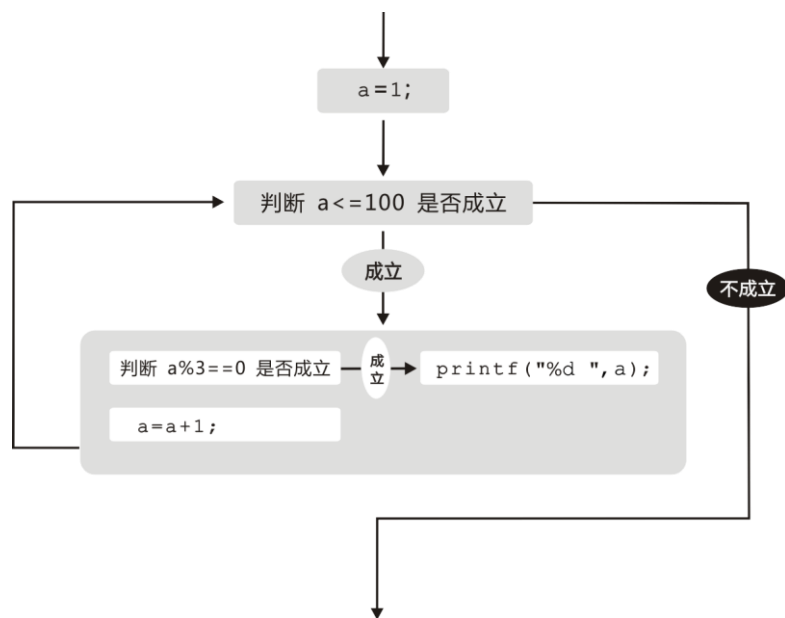 a=1;
判断 a<=100 是否成立
成立
不成立
判断 a%3==0 是否成立
成
立
printf("%d ",a);
a=a+1;